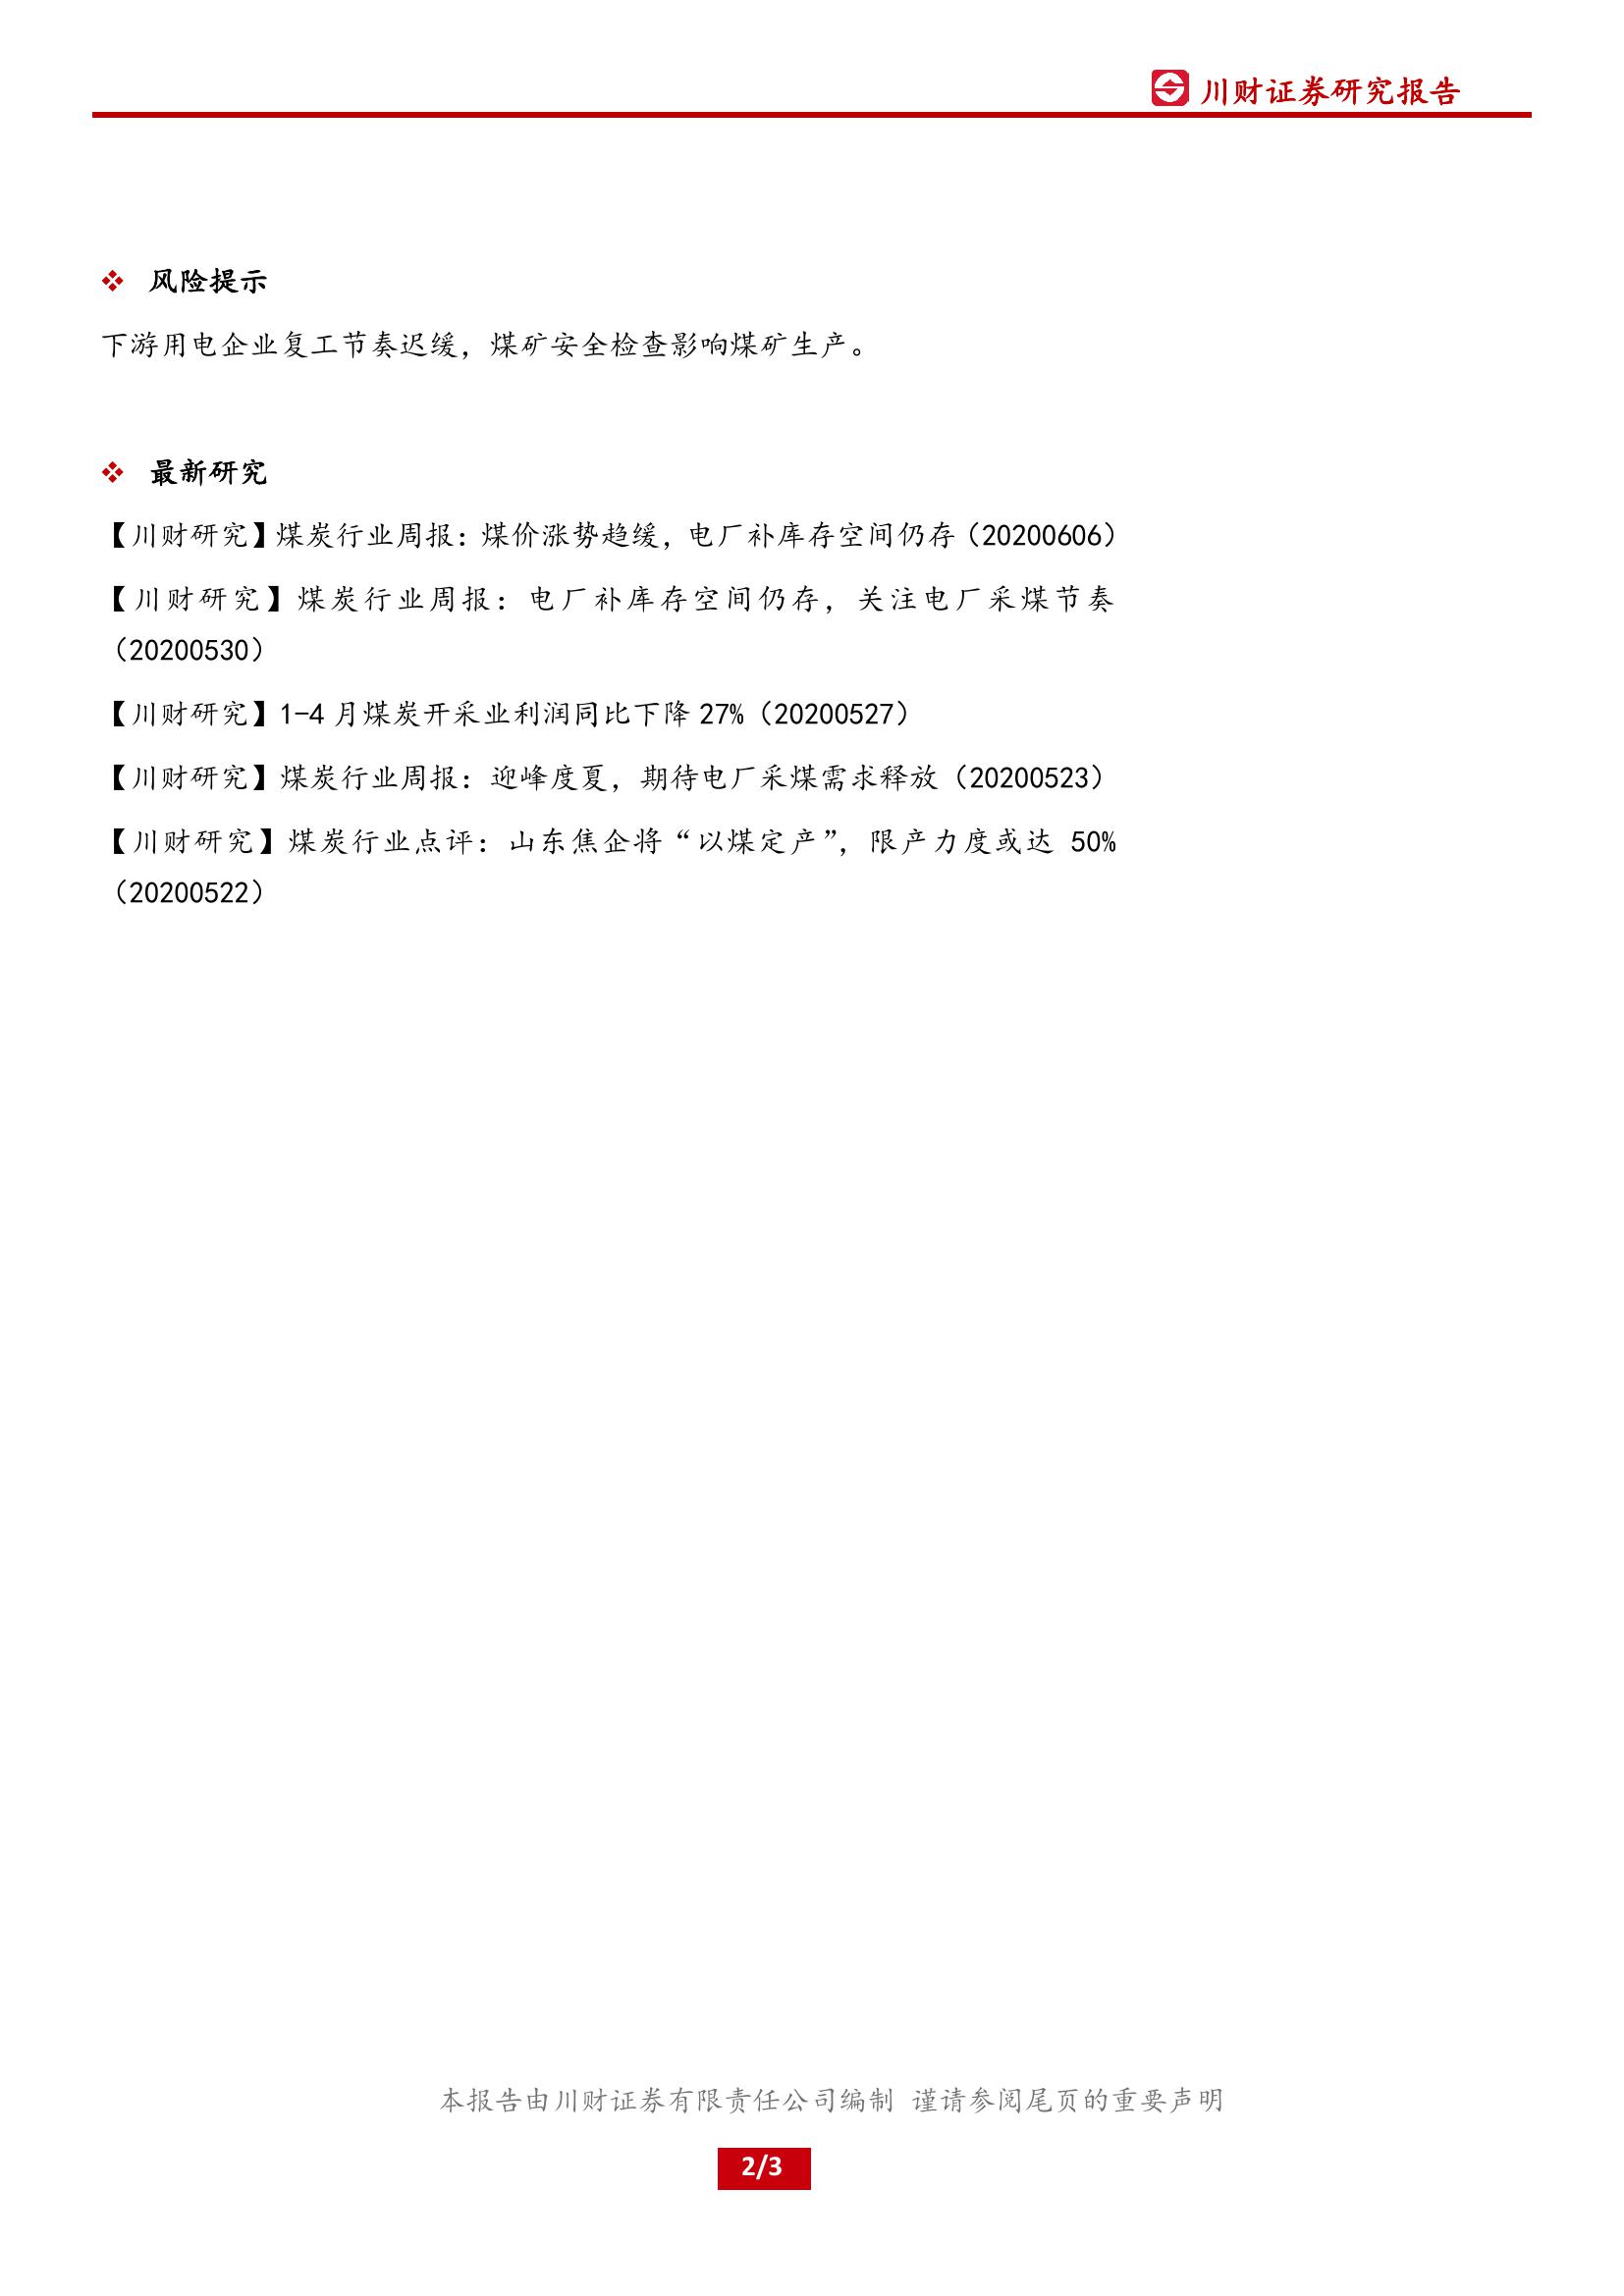 川财证券研究报告
风险提示
下游用电企业复工节奏迟缓，煤矿安全检查影响煤矿生产。
最新研究
【川财研究】煤炭行业周报：煤价涨势趋缓，电厂补库存空间仍存（20200606）
【川财研究】煤炭行业周报：电厂补库存空间仍存，关注电厂采煤节奏
（20200530）
【川财研究】1-4 月煤炭开采业利润同比下降 27%（20200527）
【川财研究】煤炭行业周报：迎峰度夏，期待电厂采煤需求释放（20200523）
【川财研究】煤炭行业点评：山东焦企将“以煤定产”，限产力度或达 50%
（20200522）
本报告由川财证券有限责任公司编制 谨请参阅尾页的重要声明
2/3